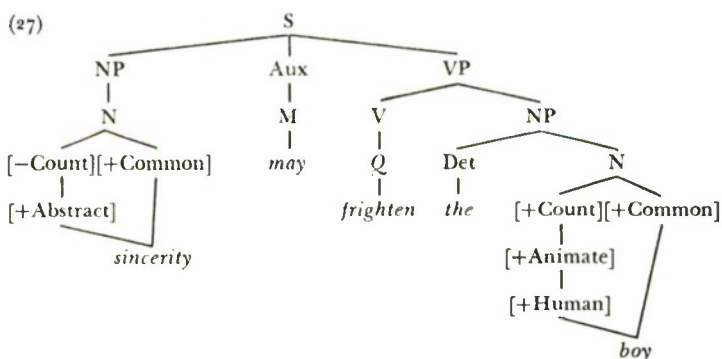 (27)
S
NP Aux VP
N M V NP
[−Count][+Common] may Q Det N
[+Abstract] frighten the [+Count][+Common]
sincerity
[+Animate]
[+Human]
boy